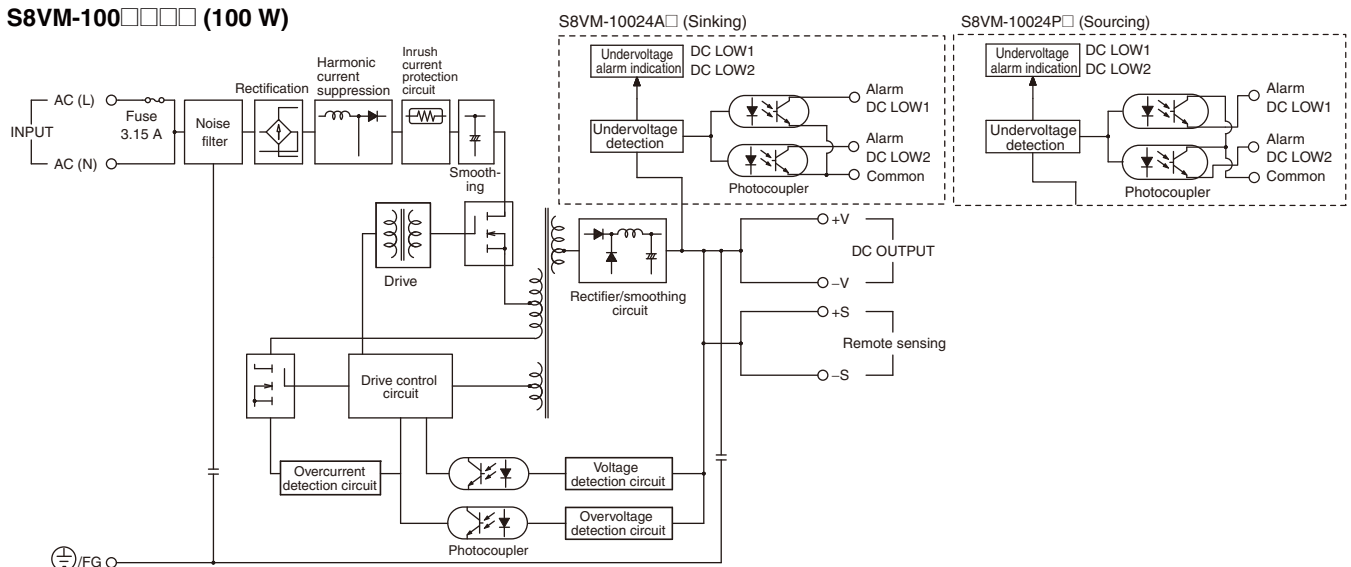 S8VM-100□□□□ (100 W)
S8VM-10024A□ (Sinking)
Undervoltage
alarm indication
DC LOW1
DC LOW2
Undervoltage
detection
Photocoupler
Alarm
DC LOW1
Alarm
DC LOW2
Common
S8VM-10024P□ (Sourcing)
Undervoltage
alarm indication
DC LOW1
DC LOW2
Undervoltage
detection
Photocoupler
Alarm
DC LOW1
Alarm
DC LOW2
Common
INPUT
AC (L)
AC (N)
Fuse
3.15 A
Noise
filter
Rectification
Harmonic
current
suppression
Inrush
current
protection
circuit
Smooth-
ing
Drive
Rectifier/smoothing
circuit
+V
DC OUTPUT
–V
+S
Remote sensing
–S
Drive control
circuit
Overcurrent
detection circuit
Voltage
detection circuit
Overvoltage
detection circuit
Photocoupler
/FG